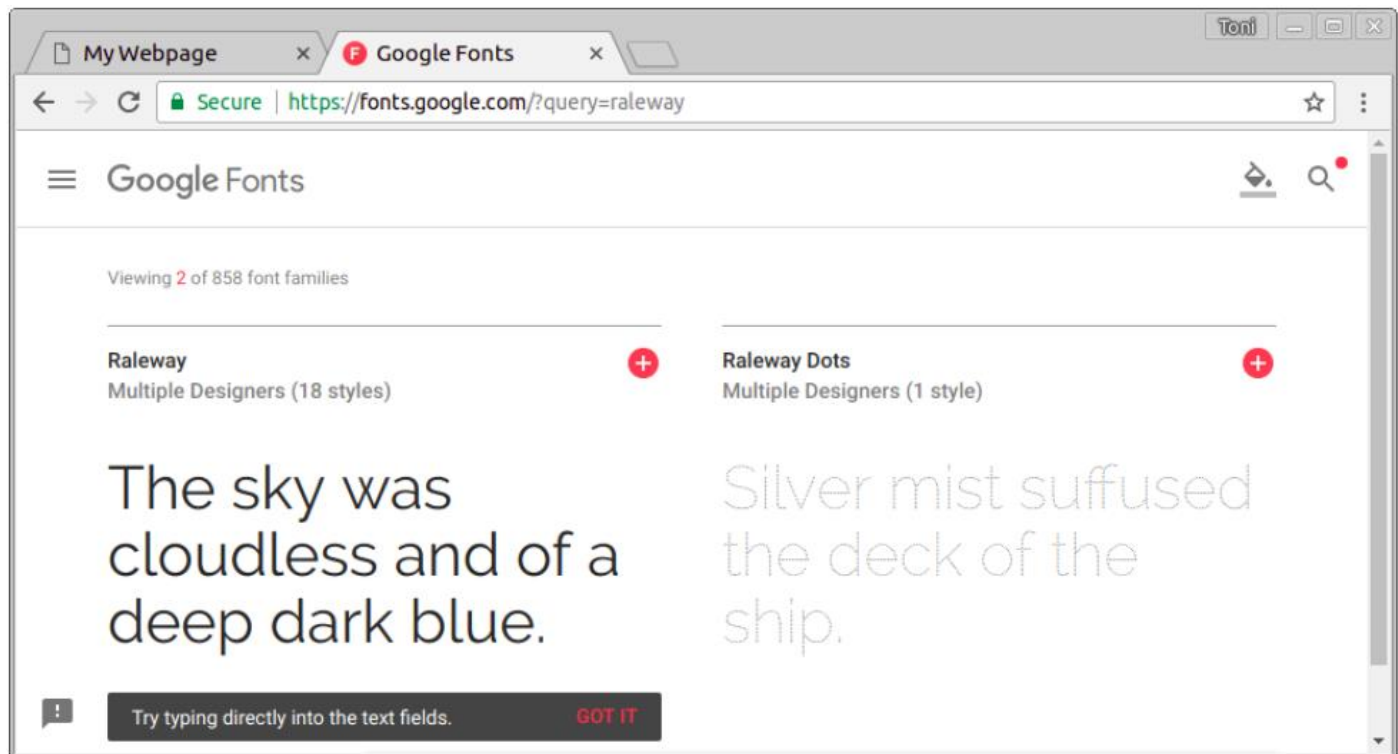 Toni
My Webpage
Google Fonts
Secure | https://fonts.google.com/?query=raleway
Google Fonts
Viewing 2 of 858 font families
Raleway
Multiple Designers (18 styles)
The sky was
cloudless and of a
deep dark blue.
Raleway Dots
Multiple Designers (1 style)
Silver mist suffused
the deck of the
ship.
Try typing directly into the text fields. GOT IT